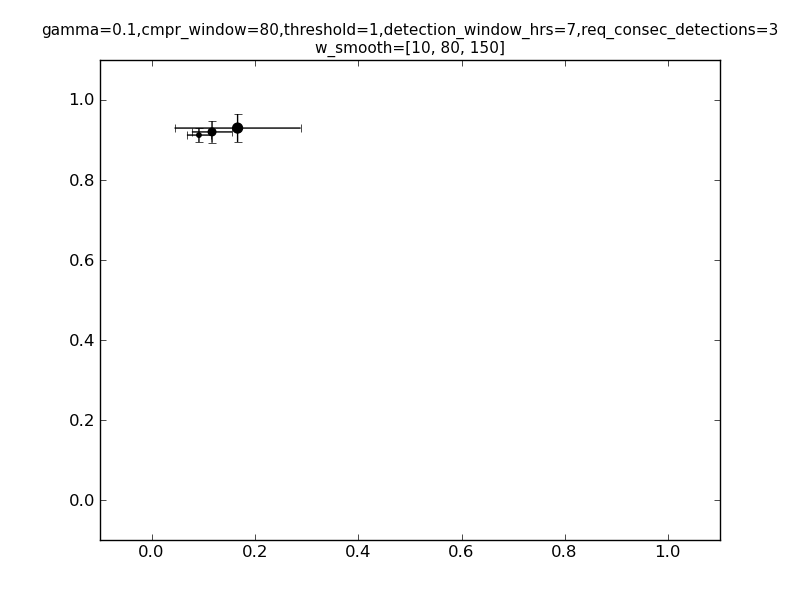 gamma=0.1,cmpr_window=80,threshold=1,detection_window_hrs=7,req_consec_detections=3
w_smooth=[10, 80, 150]
1.0
0.8
0.6
0.4
0.2
0.0
0.0 0.2 0.4 0.6 0.8 1.0